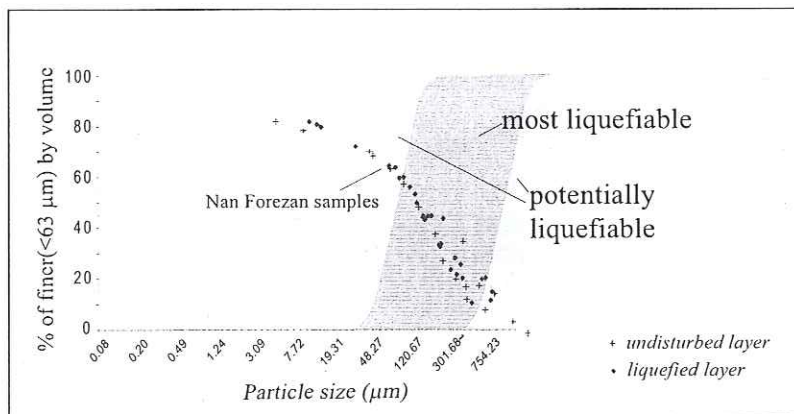 % of finer(<63 µm) by volume
100
80
60
40
20
0
most liquefiable
potentially
liquefiable
Nan Forezan samples
0.08
0.20
0.49
1.24
3.09
7.72
19.31
48.27
120.67
301.68
754.23
Particle size (µm)
+ undisturbed layer
• liquefied layer